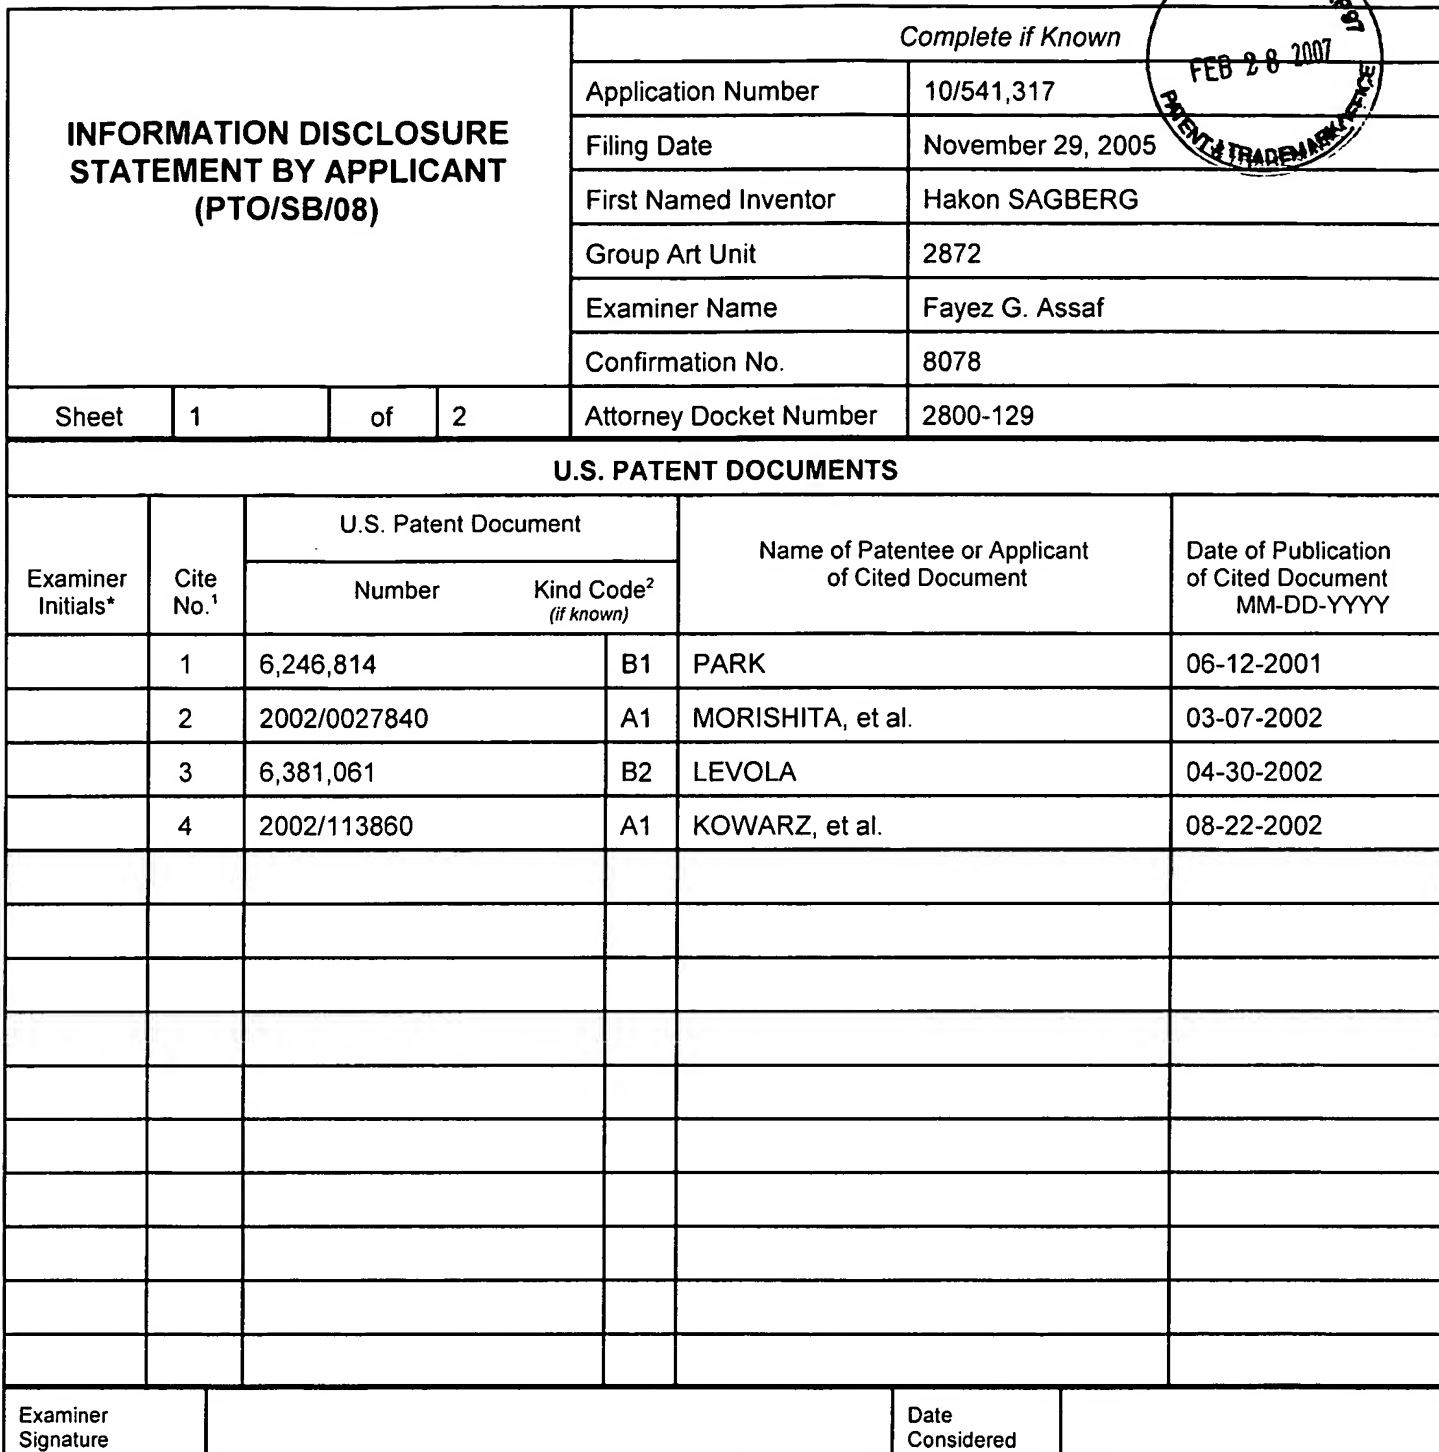 Complete if Known
FEB 28 2007
PATENT & TRADEMARK OFFICE
INFORMATION DISCLOSURE
STATEMENT BY APPLICANT
(PTO/SB/08)
Application Number 10/541,317
Filing Date November 29, 2005
First Named Inventor Hakon SAGBERG
Group Art Unit 2872
Examiner Name Fayez G. Assaf
Confirmation No. 8078
Sheet 1 of 2 Attorney Docket Number 2800-129
U.S. PATENT DOCUMENTS
Examiner
Initials*
Cite
No.¹
U.S. Patent Document
Number
Kind Code²
(if known)
Name of Patentee or Applicant
of Cited Document
Date of Publication
of Cited Document
MM-DD-YYYY
1 6,246,814 B1 PARK 06-12-2001
2 2002/0027840 A1 MORISHITA, et al. 03-07-2002
3 6,381,061 B2 LEVOLA 04-30-2002
4 2002/113860 A1 KOWARZ, et al. 08-22-2002
Examiner
Signature
Date
Considered